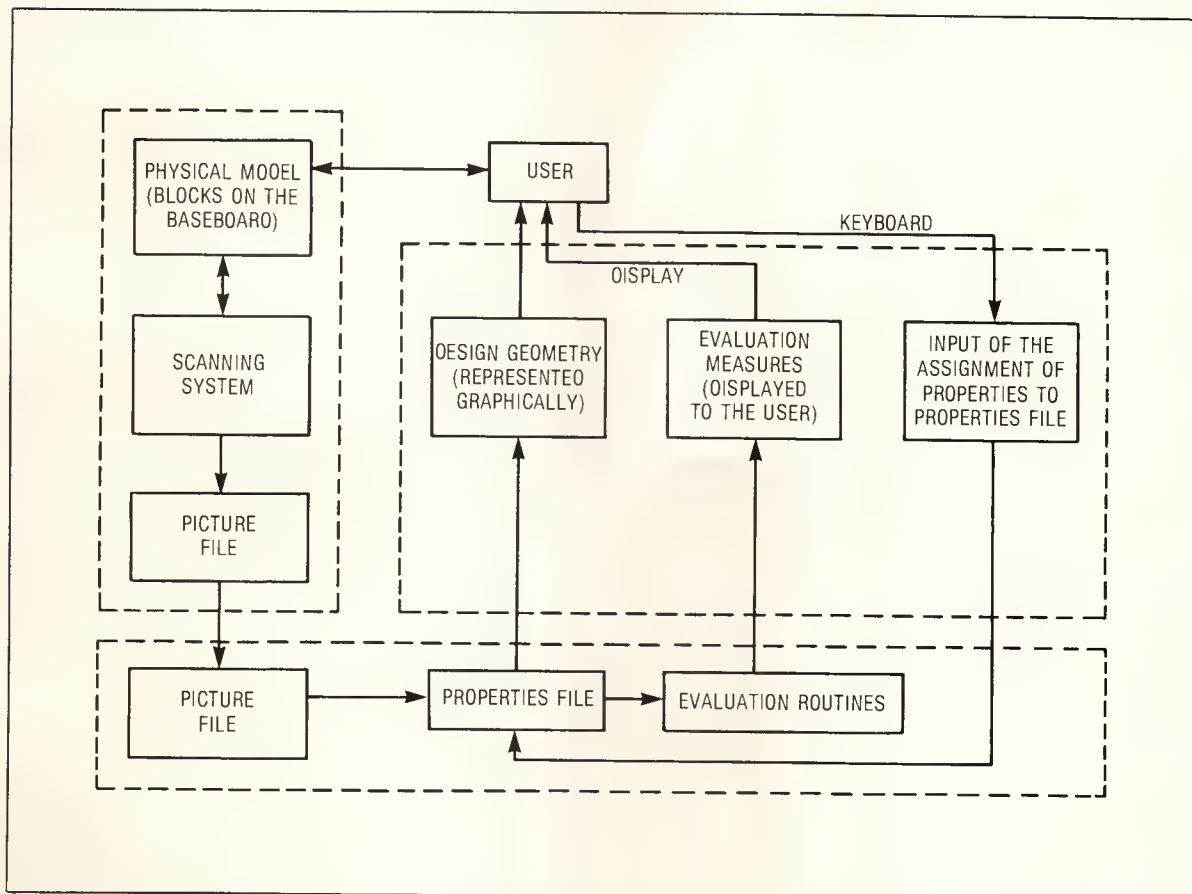 PHYSICAL MOOEL
(BLOCKS ON THE
BASEBOARO)
USER
KEYBOARD
OISPLAY
SCANNING
SYSTEM
OESIGN GEOMETRY
(REPRESENTEO
GRAPHICALLY)
EVALUATION
MEASURES
(OISPLAYED
TO THE USER)
INPUT OF THE
ASSIGNMENT OF
PROPERTIES TO
PROPERTIES FILE
PICTURE
FILE
PICTURE
FILE
PROPERTIES FILE
EVALUATION ROUTINES